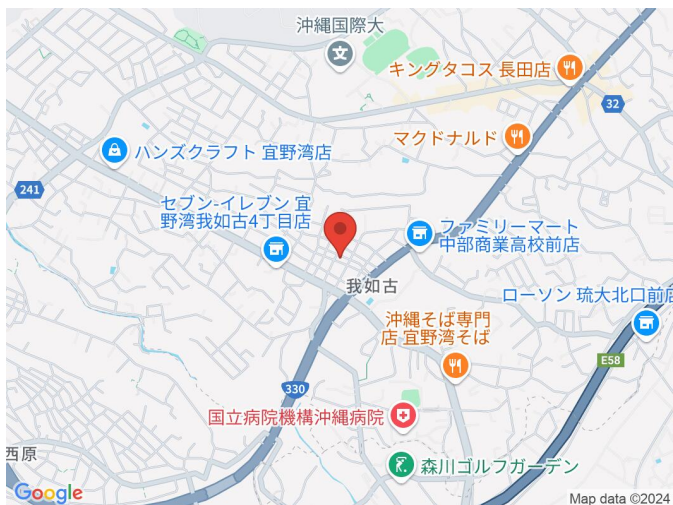 沖縄国際大
文
キングタコス 長田店
32
マクドナルド
ハンズクラフト 宜野湾店
241
セブン-イレブン 宜
野湾我如古4丁目店
ファミリーマート
中部商業高校前店
我如古
ローソン 琉大北口前店
沖縄そば専門
店 宜野湾そば
E58
330
国立病院機構沖縄病院
西原
森川ゴルフガーデン
Google
Map data ©2024